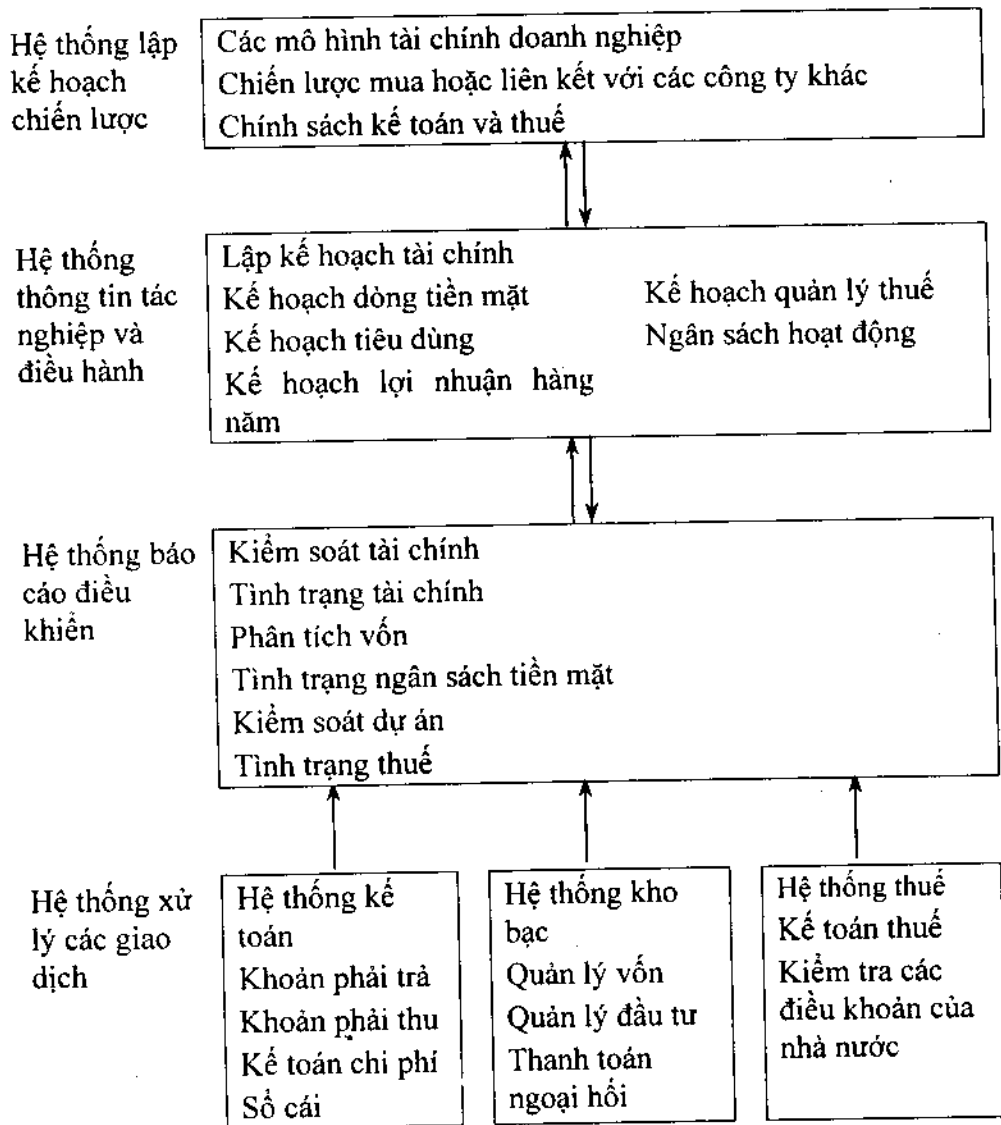 Hệ thống lập
kế hoạch
chiến lược
Các mô hình tài chính doanh nghiệp
Chiến lược mua hoặc liên kết với các công ty khác
Chính sách kế toán và thuế
Hệ thống
thông tin tác
nghiệp và
điều hành
Lập kế hoạch tài chính
Kế hoạch dòng tiền mặt
Kế hoạch tiêu dùng
Kế hoạch lợi nhuận hàng
năm
Kế hoạch quản lý thuế
Ngân sách hoạt động
Hệ thống báo
cáo điều
khiển
Kiểm soát tài chính
Tình trạng tài chính
Phân tích vốn
Tình trạng ngân sách tiền mặt
Kiểm soát dự án
Tình trạng thuế
Hệ thống xử
lý các giao
dịch
Hệ thống kế
toán
Khoản phải trả
Khoản phải thu
Kế toán chi phí
Sổ cái
Hệ thống kho
bạc
Quản lý vốn
Quản lý đầu tư
Thanh toán
ngoại hối
Hệ thống thuế
Kế toán thuế
Kiểm tra các
điều khoản của
nhà nước